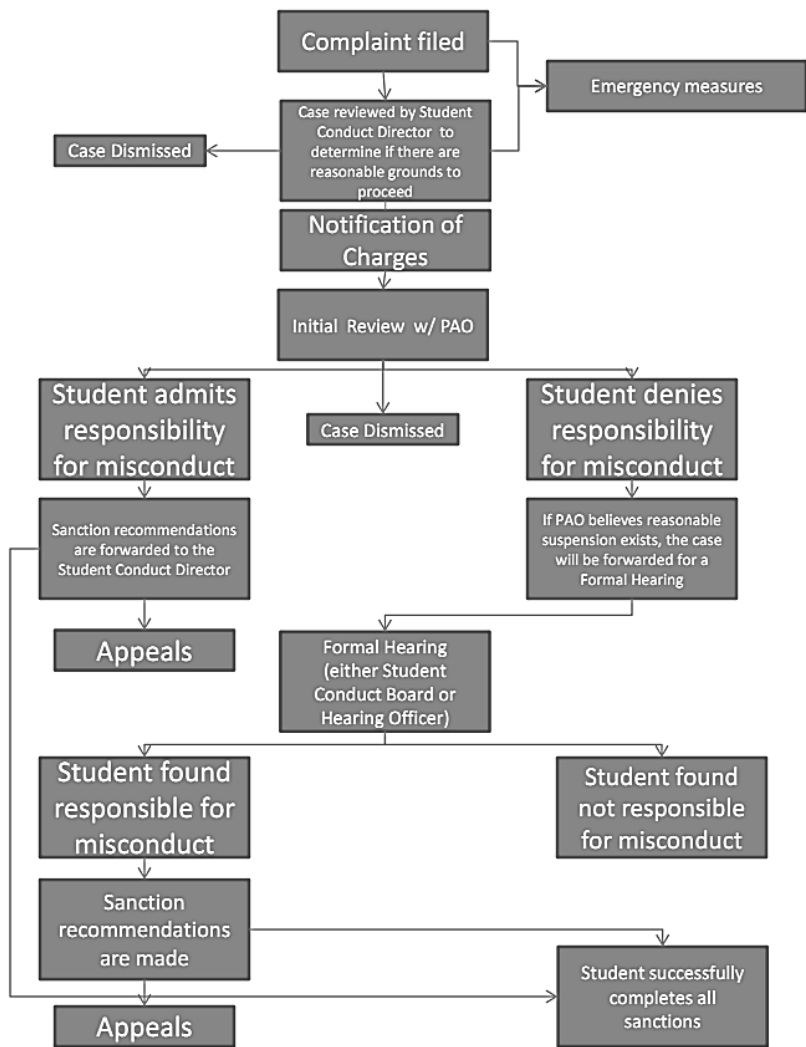 Complaint filed
Emergency measures
Case reviewed by Student
Conduct Director to
determine if there are
reasonable grounds to
proceed
Case Dismissed
Notification of
Charges
Initial Review w/ PAO
Student admits
responsibility
for misconduct
Case Dismissed
Student denies
responsibility
for misconduct
Sanction recommendations
are forwarded to the
Student Conduct Director
If PAO believes reasonable
suspension exists, the case
will be forwarded for a
Formal Hearing
Appeals
Formal Hearing
(either Student
Conduct Board or
Hearing Officer)
Student found
responsible for
misconduct
Student found
not responsible
for misconduct
Sanction
recommendations
are made
Student successfully
completes all
sanctions
Appeals